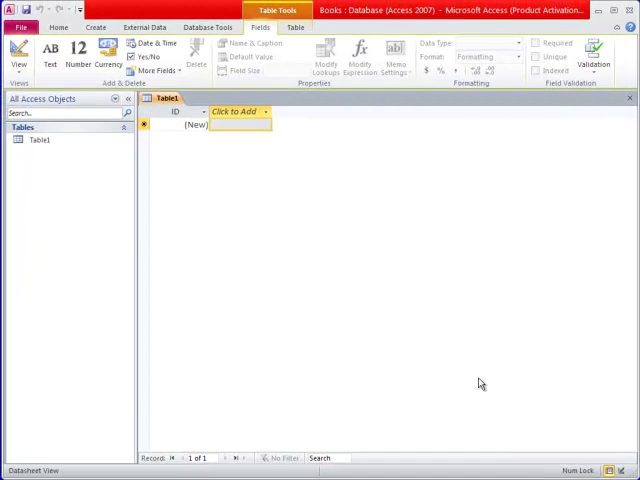 Table Tools
Books : Database (Access 2007) - Microsoft Access (Product Activation...
File Home Create External Data Database Tools Fields Table
View
Views
AB Text
12 Number
Currency
Date & Time
Yes/No
More Fields
Delete
Add & Delete
Name & Caption
Default Value
Field Size
Modify Lookups
fx Modify Expression
ab Memo Settings
Properties
Data Type:
Format: Formatting
$ % , .00 .00
Formatting
Required
Unique
Indexed
Validation
Field Validation
All Access Objects
Search...
Tables
Table1
Table1
ID Click to Add
(New)
Record: 1 of 1 No Filter Search
Datasheet View Num Lock